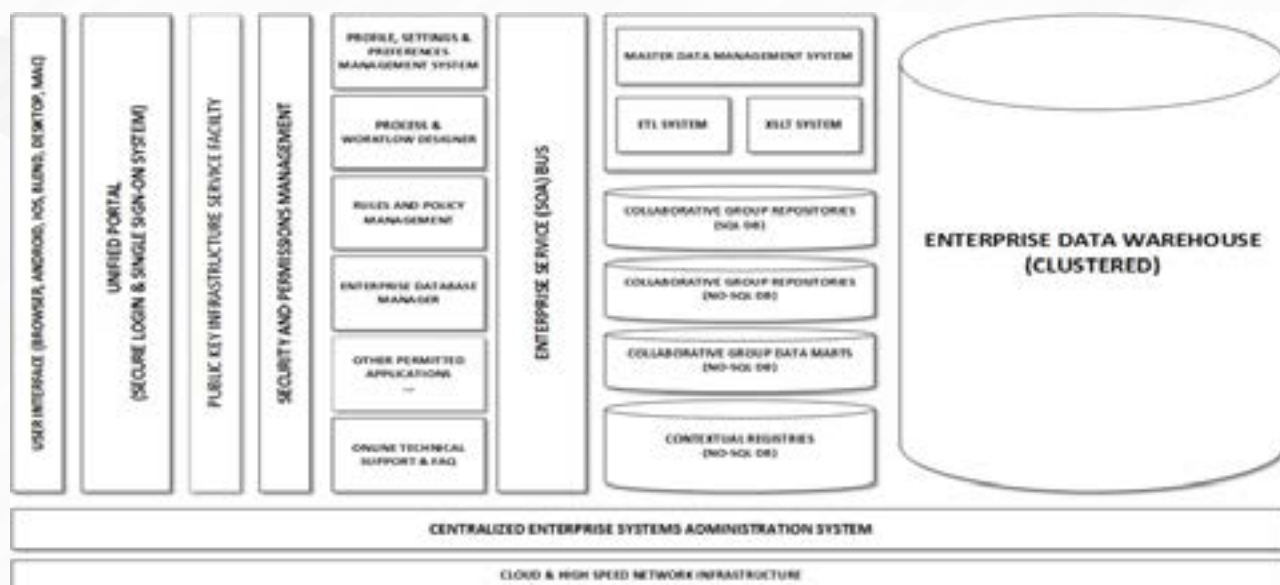 USER INTERFACE (BROWSER, ANDROID, IOS, BLEND, DESKTOP, MAC)
UNIFIED PORTAL
(SECURE LOGIN & SINGLE SIGN-ON SYSTEM)
PUBLIC KEY INFRASTRUCTURE SERVICE FACILTY
SECURITY AND PERMISSIONS MANAGEMENT
PROFILE, SETTINGS &
PREFERENCES
MANAGEMENT SYSTEM
PROCESS &
WORKFLOW DESIGNER
RULES AND POLICY
MANAGEMENT
ENTERPRISE DATABASE
MANAGER
OTHER PERMITTED
APPLICATIONS
...
ONLINE TECHNICAL
SUPPORT & FAQ
ENTERPRISE SERVICE (SOA) BUS
MASTER DATA MANAGEMENT SYSTEM
ETL SYSTEM
XSLT SYSTEM
COLLABORATIVE GROUP REPOSITORIES
(SQL DB)
COLLABORATIVE GROUP REPOSITORIES
(NO-SQL DB)
COLLABORATIVE GROUP DATA MARTS
(NO-SQL DB)
CONTEXTUAL REGISTRIES
(NO-SQL DB)
ENTERPRISE DATA WAREHOUSE
(CLUSTERED)
CENTRALIZED ENTERPRISE SYSTEMS ADMINISTRATION SYSTEM
CLOUD & HIGH SPEED NETWORK INFRASTRUCTURE